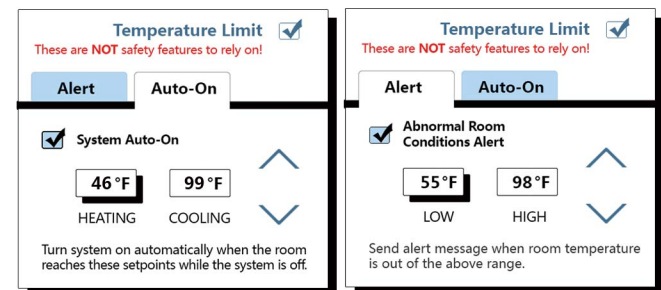 Temperature Limit
These are NOT safety features to rely on!
Alert
Auto-On
System Auto-On
46°F
99°F
HEATING
COOLING
Turn system on automatically when the room
reaches these setpoints while the system is off.
Temperature Limit
These are NOT safety features to rely on!
Alert
Auto-On
Abnormal Room
Conditions Alert
55°F
98°F
LOW
HIGH
Send alert message when room temperature
is out of the above range.